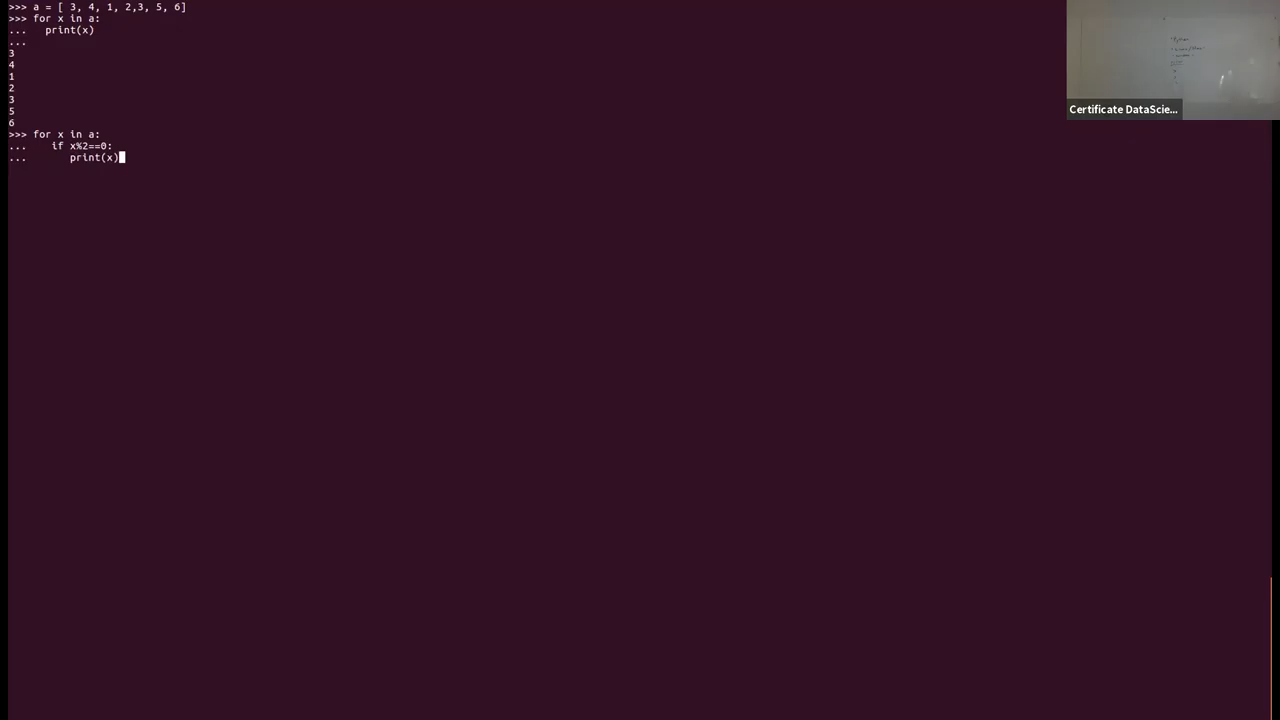 >>> a = [ 3, 4, 1, 2,3, 5, 6]
>>> for x in a:
...   print(x)
...
3
4
1
2
3
5
6
>>> for x in a:
...    if x%2==0:
...       print(x)
Certificate DataScie...